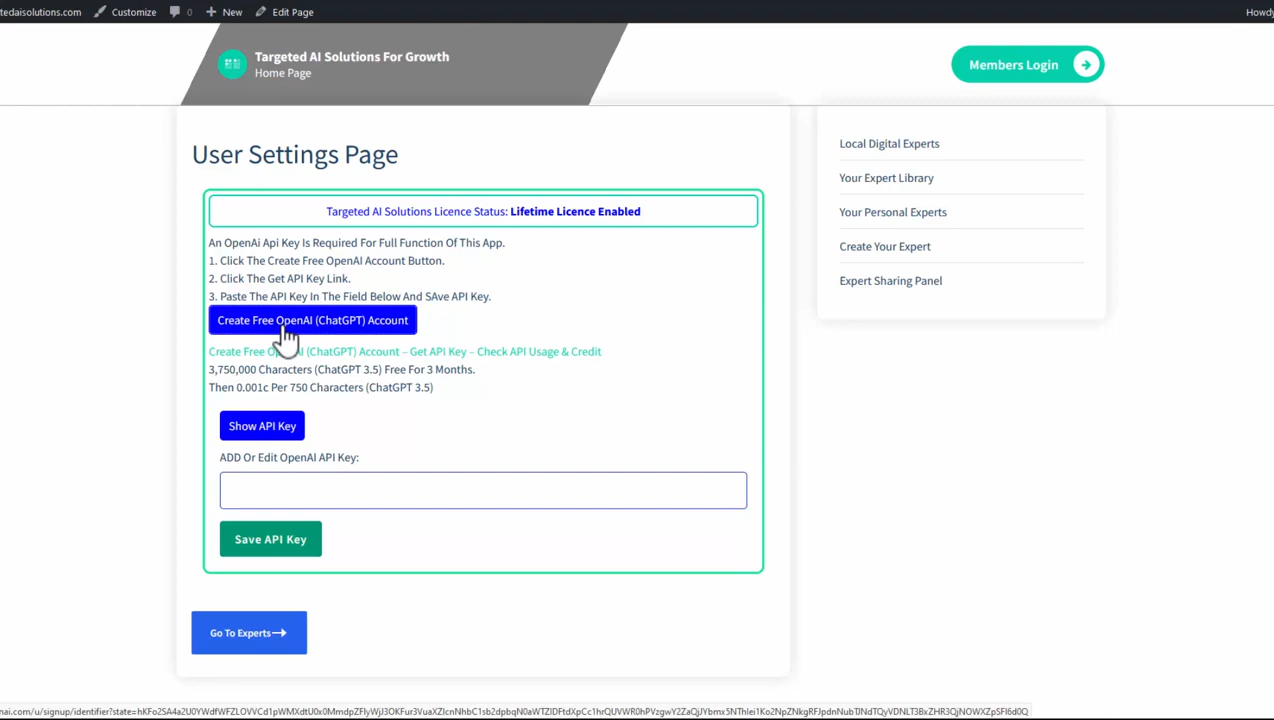 tedaisolutions.com Customize 0 New Edit Page Howdy
Targeted AI Solutions For Growth
Home Page
Members Login
User Settings Page
Targeted AI Solutions Licence Status: Lifetime Licence Enabled
An OpenAi Api Key Is Required For Full Function Of This App.
1. Click The Create Free OpenAI Account Button.
2. Click The Get API Key Link.
3. Paste The API Key In The Field Below And SAve API Key.
Create Free OpenAI (ChatGPT) Account
Create Free OpenAI (ChatGPT) Account – Get API Key – Check API Usage & Credit
3,750,000 Characters (ChatGPT 3.5) Free For 3 Months.
Then 0.001c Per 750 Characters (ChatGPT 3.5)
Show API Key
ADD Or Edit OpenAI API Key:
Save API Key
Go To Experts
Local Digital Experts
Your Expert Library
Your Personal Experts
Create Your Expert
Expert Sharing Panel